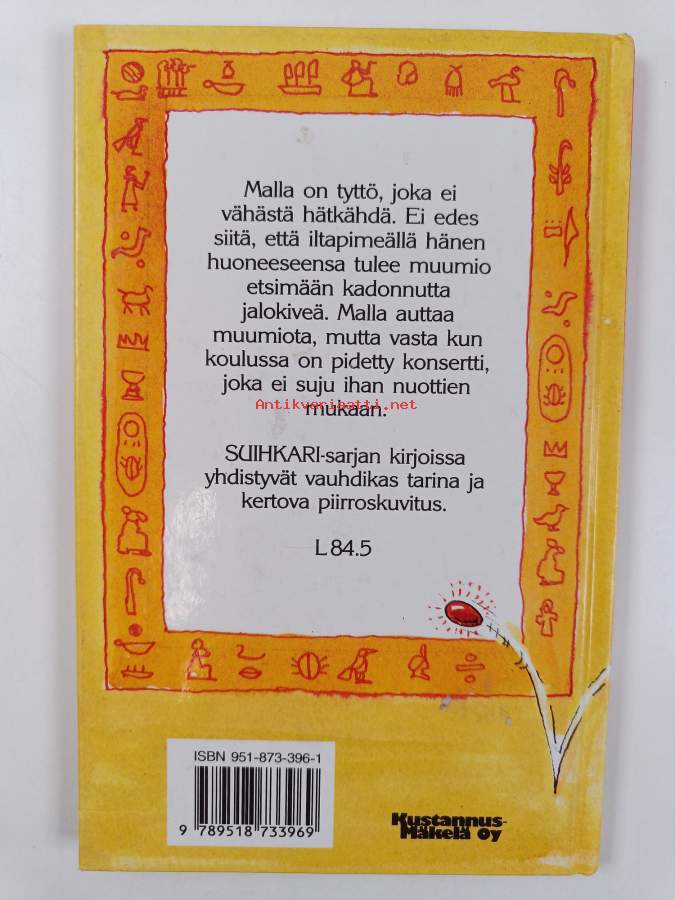 Malla on tyttö, joka ei
vähästä hätkähdä. Ei edes
siitä, että iltapimeällä hänen
huoneeseensa tulee muumio
etsimään kadonnutta
jalokiveä. Malla auttaa
muumiota, mutta vasta kun
koulussa on pidetty konsertti,
joka ei suju ihan nuottien
Antikvariaatti.net
mukaan.
SUIHKARI-sarjan kirjoissa
yhdistyvät vauhdikas tarina ja
kertova piirroskuvitus.
L 84.5
ISBN 951-873-396-1
9 789518 733969
Kustannus-
Mäkelä Oy